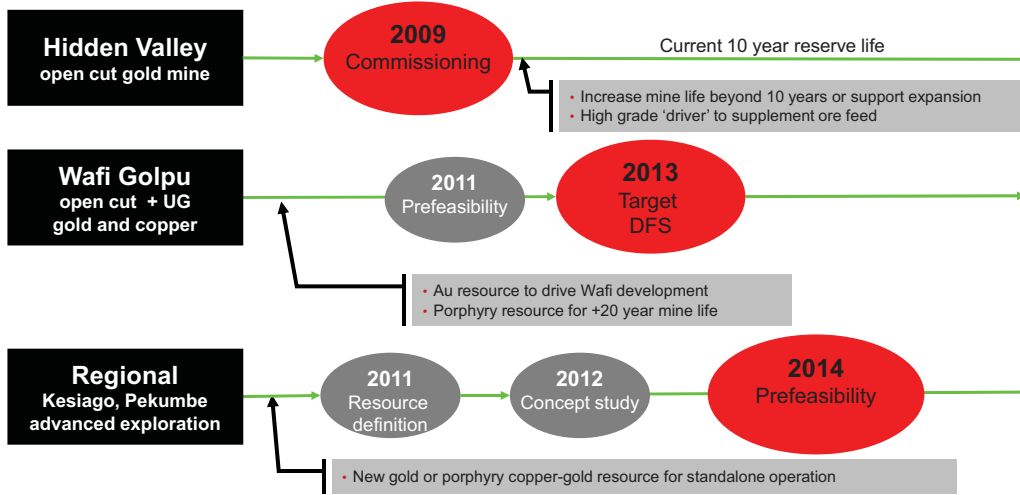 Hidden Valley
open cut gold mine
2009
Commissioning
Current 10 year reserve life
• Increase mine life beyond 10 years or support expansion
• High grade ‘driver’ to supplement ore feed
Wafi Golpu
open cut + UG
gold and copper
2011
Prefeasibility
2013
Target
DFS
• Au resource to drive Wafi development
• Porphyry resource for +20 year mine life
Regional
Kesiago, Pekumbe
advanced exploration
2011
Resource
definition
2012
Concept study
2014
Prefeasibility
• New gold or porphyry copper-gold resource for standalone operation